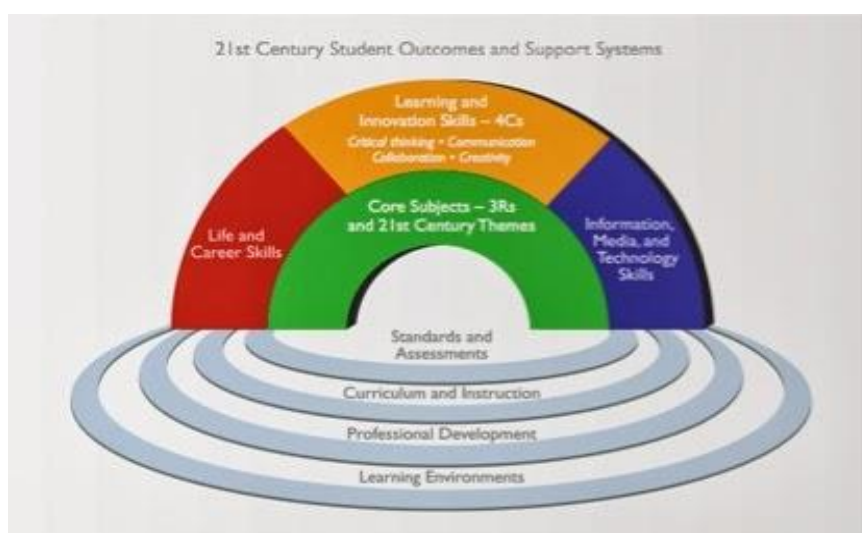 21st Century Student Outcomes and Support Systems
Learning and
Innovation Skills – 4Cs
Critical thinking • Communication
Collaboration • Creativity
Core Subjects – 3Rs
and 21st Century Themes
Life and
Career Skills
Information,
Media, and
Technology
Skills
Standards and
Assessments
Curriculum and Instruction
Professional Development
Learning Environments